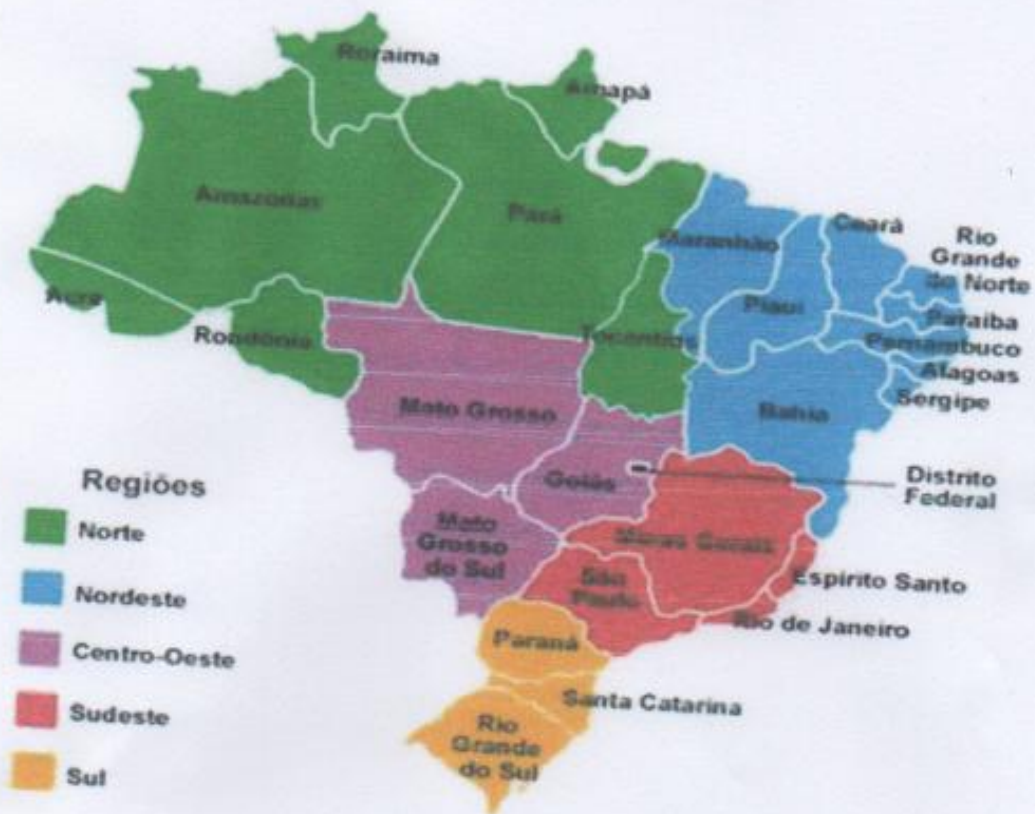 Roraima
Amapá
Amazonas
Pará
Maranhão
Ceará
Rio
Grande
do Norte
Acre
Rondônia
Tocantins
Piauí
Paraíba
Pernambuco
Alagoas
Sergipe
Mato Grosso
Bahia
Goiás
Distrito
Federal
Mato
Grosso
do Sul
Minas Gerais
Espírito Santo
São
Paulo
Rio de Janeiro
Paraná
Santa Catarina
Rio
Grande
do Sul
Regiões
Norte
Nordeste
Centro-Oeste
Sudeste
Sul